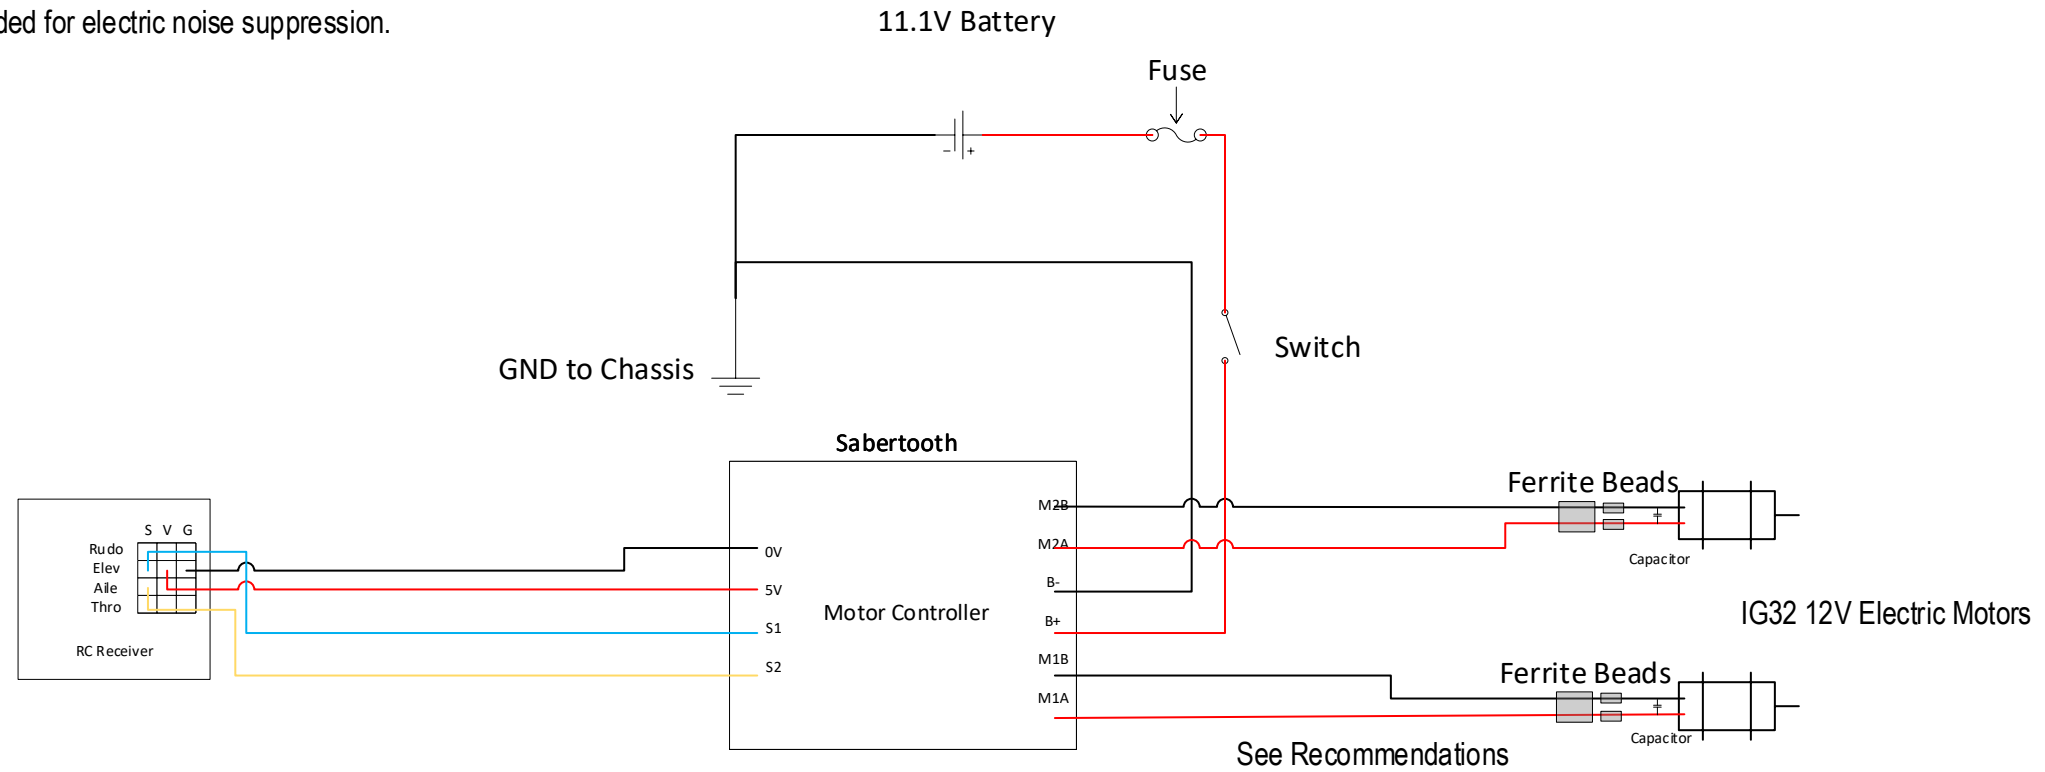 ded for electric noise suppression.
11.1V Battery
Fuse
- +
Switch
GND to Chassis
Sabertooth
Motor Controller
M2B
M2A
B-
B+
M1B
M1A
0V
5V
S1
S2
S V G
Rudo
Elev
Aile
Thro
RC Receiver
Ferrite Beads
Capacitor
IG32 12V Electric Motors
Ferrite Beads
Capacitor
See Recommendations